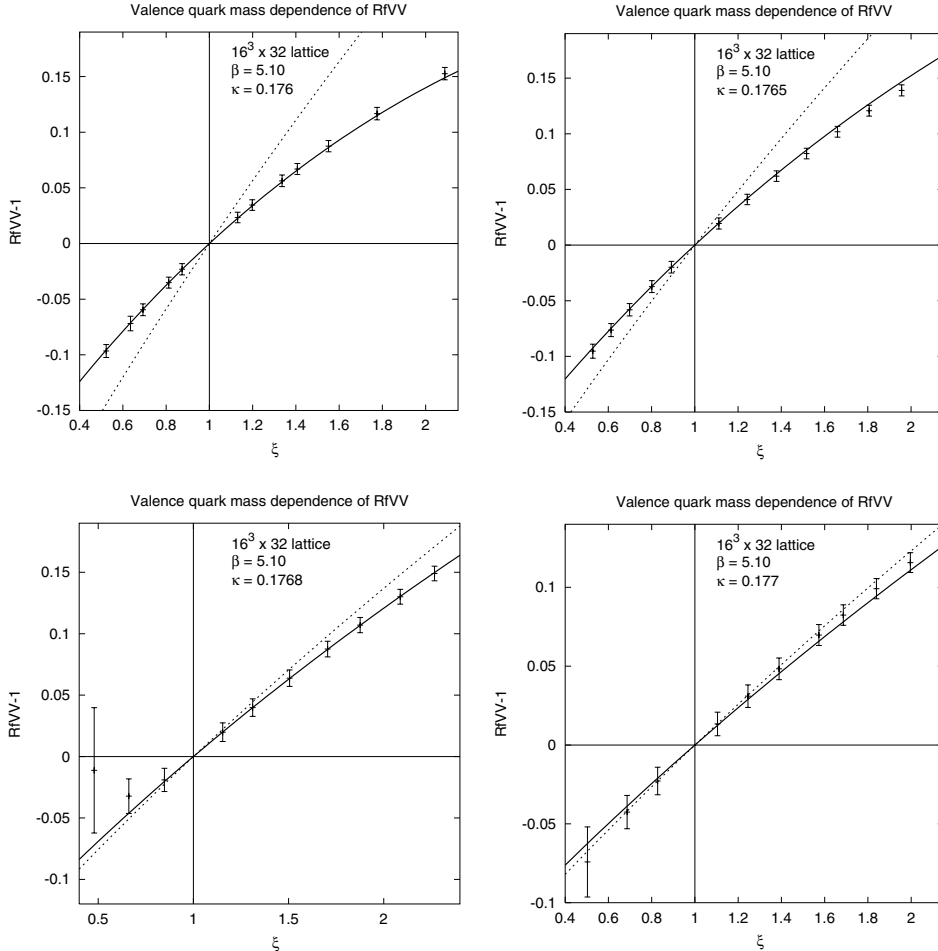 Valence quark mass dependence of RfVV
16³ x 32 lattice
β = 5.10
κ = 0.176
RfVV-1
0.15
0.1
0.05
0
-0.05
-0.1
-0.15
0.4 0.6 0.8 1 1.2 1.4 1.6 1.8 2
ξ
Valence quark mass dependence of RfVV
16³ x 32 lattice
β = 5.10
κ = 0.1765
RfVV-1
0.15
0.1
0.05
0
-0.05
-0.1
-0.15
0.4 0.6 0.8 1 1.2 1.4 1.6 1.8 2
ξ
Valence quark mass dependence of RfVV
16³ x 32 lattice
β = 5.10
κ = 0.1768
RfVV-1
0.15
0.1
0.05
0
-0.05
-0.1
0.5 1 1.5 2
ξ
Valence quark mass dependence of RfVV
16³ x 32 lattice
β = 5.10
κ = 0.177
RfVV-1
0.1
0.05
0
-0.05
-0.1
0.4 0.6 0.8 1 1.2 1.4 1.6 1.8 2
ξ